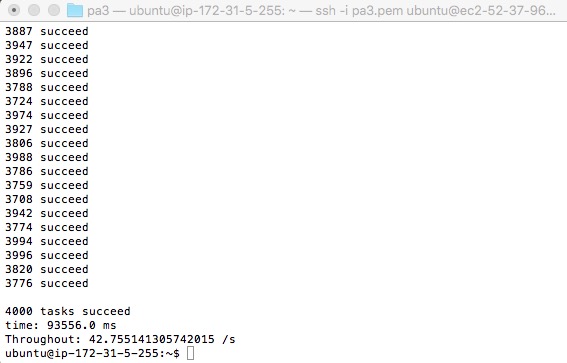 pa3 — ubuntu@ip-172-31-5-255: ~ — ssh -i pa3.pem ubuntu@ec2-52-37-96...
3887 succeed
3947 succeed
3922 succeed
3896 succeed
3788 succeed
3724 succeed
3974 succeed
3927 succeed
3806 succeed
3988 succeed
3786 succeed
3759 succeed
3708 succeed
3942 succeed
3774 succeed
3994 succeed
3996 succeed
3820 succeed
3776 succeed
4000 tasks succeed
time: 93556.0 ms
Throughout: 42.755141305742015 /s
ubuntu@ip-172-31-5-255:~$